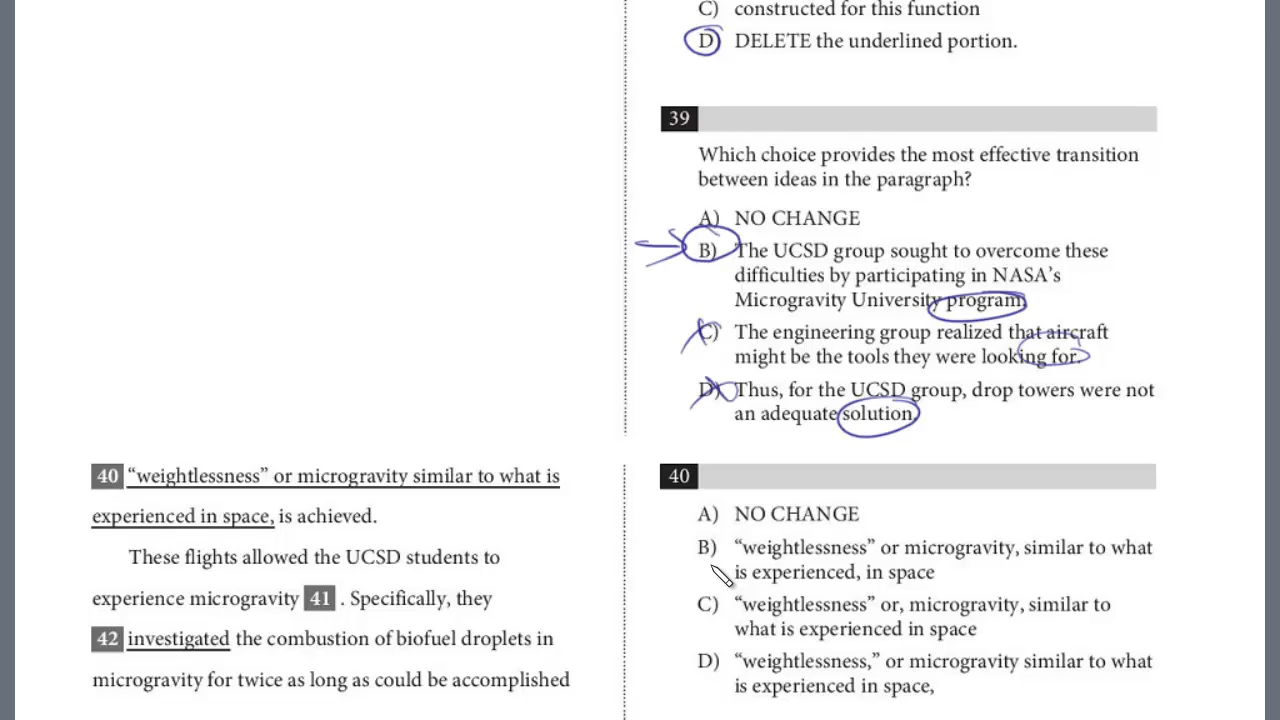 C) constructed for this function
D) DELETE the underlined portion.
39
Which choice provides the most effective transition
between ideas in the paragraph?
A) NO CHANGE
B) The UCSD group sought to overcome these
difficulties by participating in NASA's
Microgravity University program.
C) The engineering group realized that aircraft
might be the tools they were looking for.
D) Thus, for the UCSD group, drop towers were not
an adequate solution.
40 “weightlessness” or microgravity similar to what is
experienced in space, is achieved.
These flights allowed the UCSD students to
experience microgravity 41 . Specifically, they
42 investigated the combustion of biofuel droplets in
microgravity for twice as long as could be accomplished
40
A) NO CHANGE
B) “weightlessness” or microgravity, similar to what
is experienced, in space
C) “weightlessness” or, microgravity, similar to
what is experienced in space
D) “weightlessness,” or microgravity similar to what
is experienced in space,